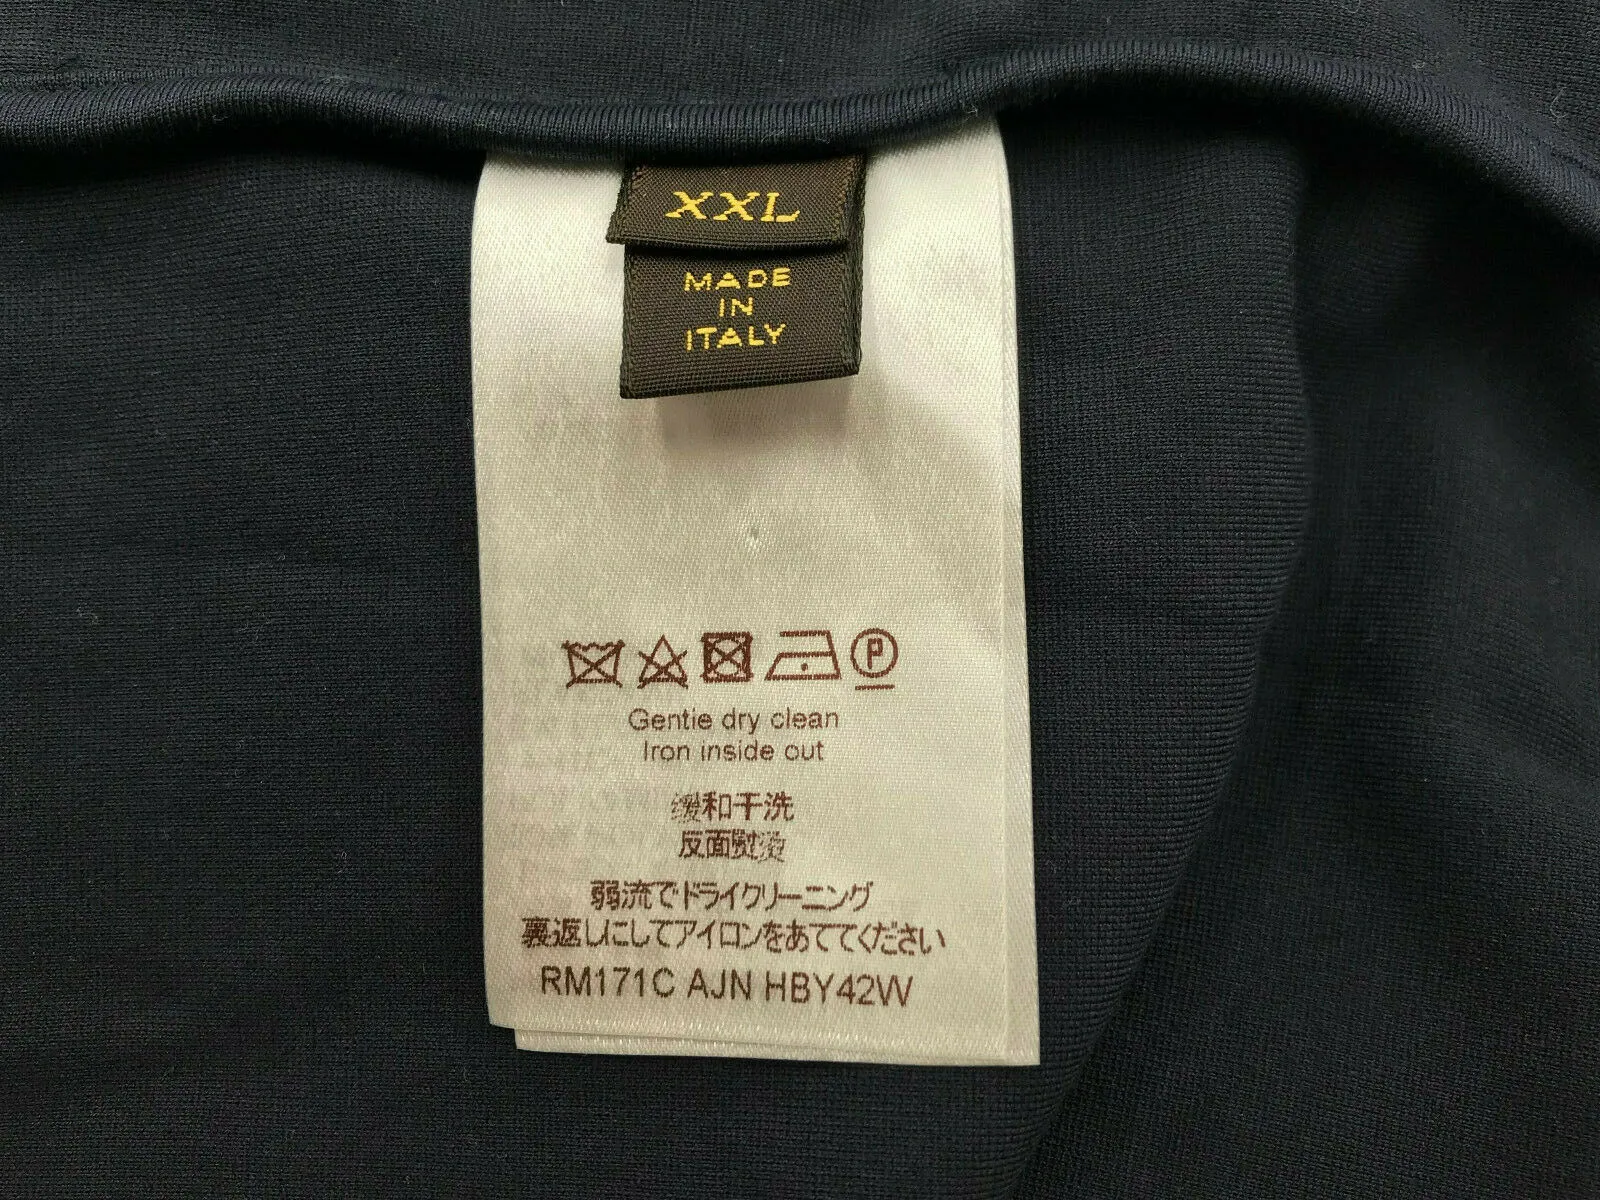 XXL
MADE
IN
ITALY
P
Gentie dry clean
Iron inside out
缓和干洗
反面熨烫
弱流でドライクリーニング
裏返しにしてアイロンをあててください
RM171C AJN HBY42W